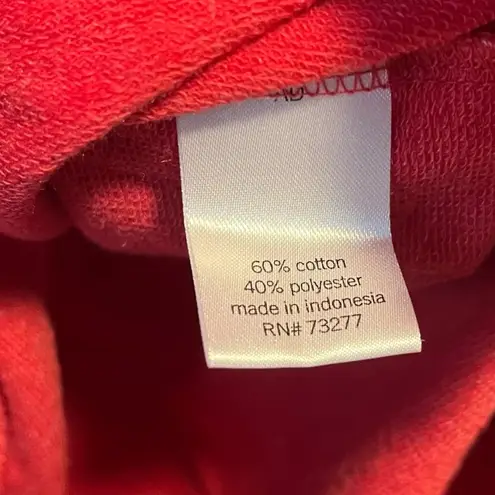 60% cotton
40% polyester
made in indonesia
RN# 73277